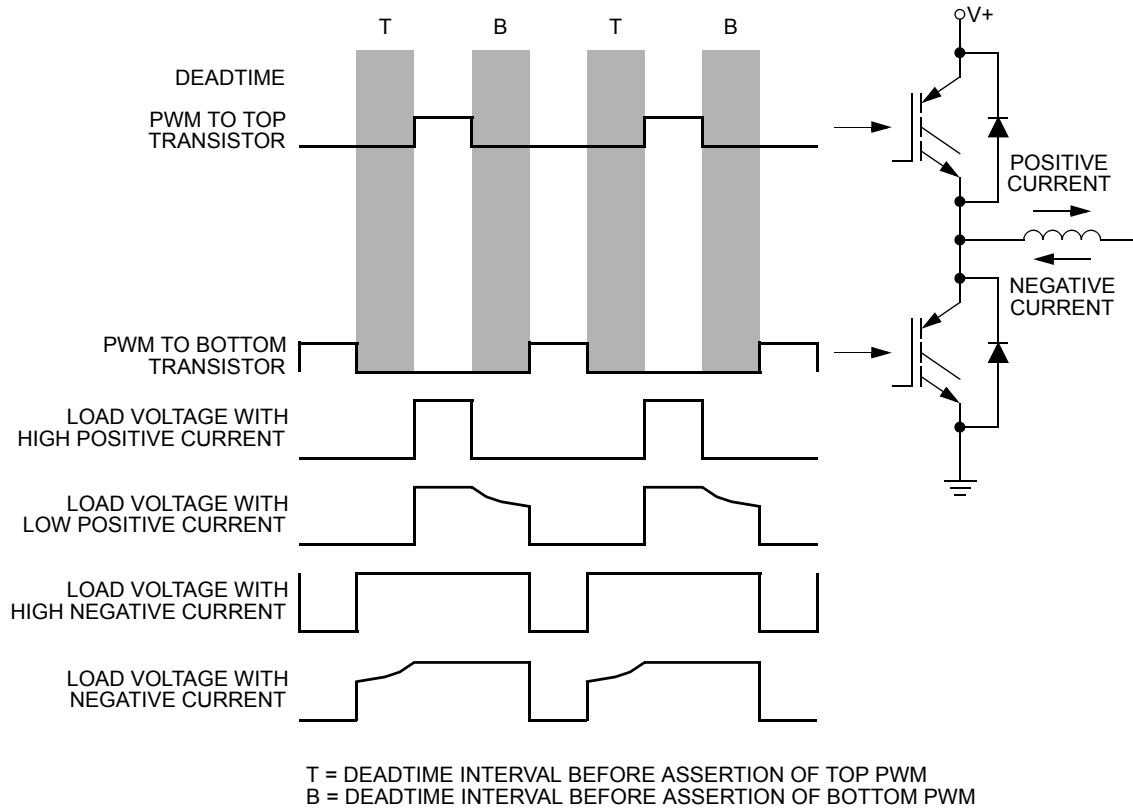 T B T B
V+
DEADTIME
PWM TO TOP
TRANSISTOR
POSITIVE
CURRENT
NEGATIVE
CURRENT
PWM TO BOTTOM
TRANSISTOR
LOAD VOLTAGE WITH
HIGH POSITIVE CURRENT
LOAD VOLTAGE WITH
LOW POSITIVE CURRENT
LOAD VOLTAGE WITH
HIGH NEGATIVE CURRENT
LOAD VOLTAGE WITH
NEGATIVE CURRENT
T = DEADTIME INTERVAL BEFORE ASSERTION OF TOP PWM
B = DEADTIME INTERVAL BEFORE ASSERTION OF BOTTOM PWM